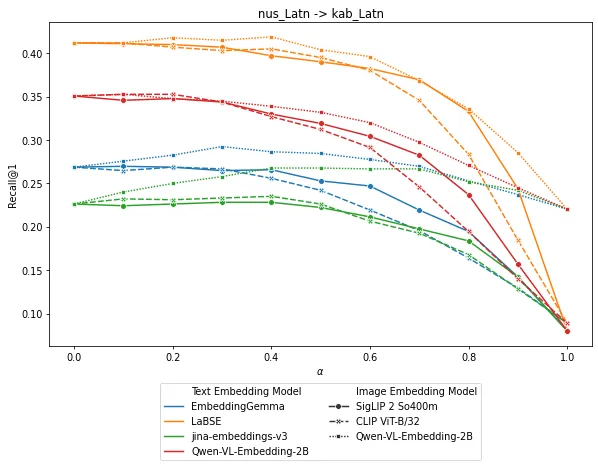 nus_Latn -> kab_Latn
Recall@1
0.40
0.35
0.30
0.25
0.20
0.15
0.10
0.0 0.2 0.4 0.6 0.8 1.0
α
Text Embedding Model
EmbeddingGemma
LaBSE
jina-embeddings-v3
Qwen-VL-Embedding-2B
Image Embedding Model
SigLIP 2 So400m
CLIP ViT-B/32
Qwen-VL-Embedding-2B